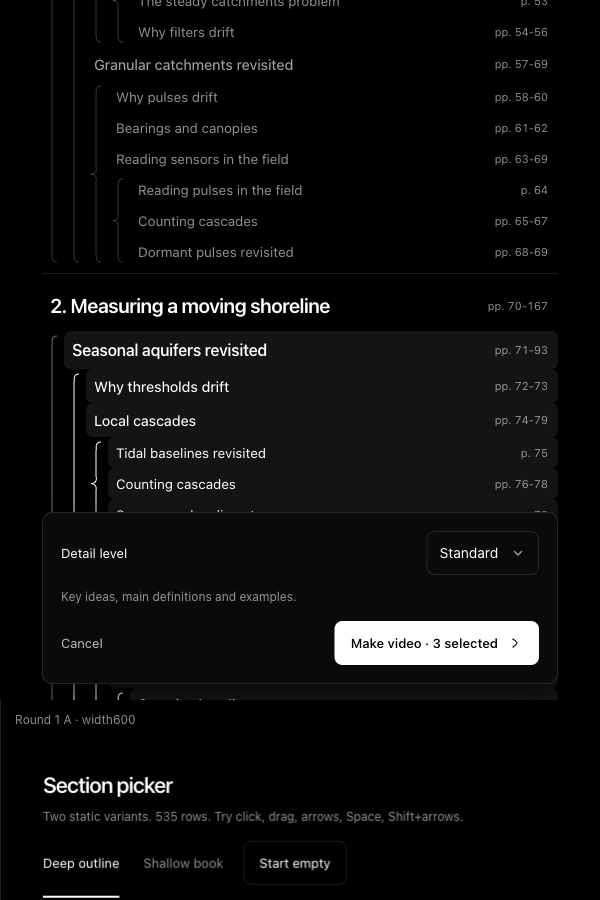 The steady catchments problem p. 53
Why filters drift pp. 54-56
Granular catchments revisited pp. 57-69
Why pulses drift pp. 58-60
Bearings and canopies pp. 61-62
Reading sensors in the field pp. 63-69
Reading pulses in the field p. 64
Counting cascades pp. 65-67
Dormant pulses revisited pp. 68-69
2. Measuring a moving shoreline pp. 70-167
Seasonal aquifers revisited pp. 71-93
Why thresholds drift pp. 72-73
Local cascades pp. 74-79
Tidal baselines revisited p. 75
Counting cascades pp. 76-78
Detail level Standard
Key ideas, main definitions and examples.
Cancel Make video · 3 selected
Round 1 A · width600
Section picker
Two static variants. 535 rows. Try click, drag, arrows, Space, Shift+arrows.
Deep outline Shallow book Start empty